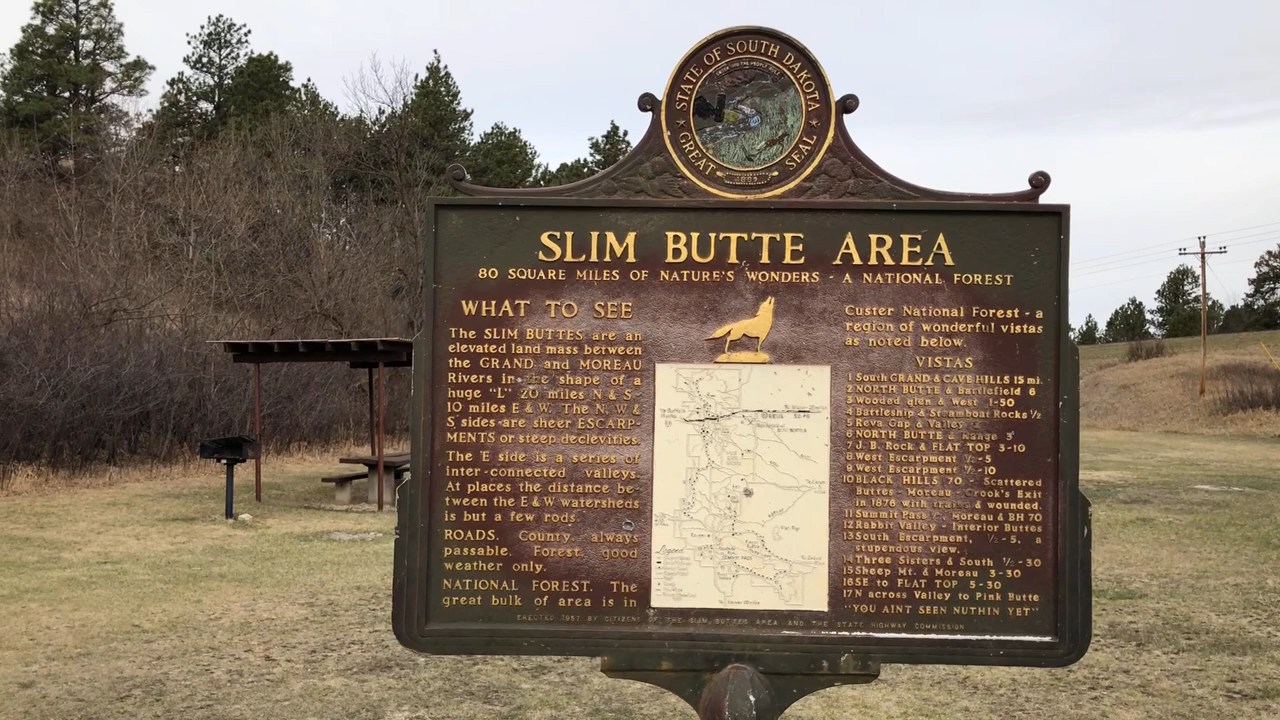 STATE OF SOUTH DAKOTA
GREAT SEAL
1889
SLIM BUTTE AREA
80 SQUARE MILES OF NATURE'S WONDERS - A NATIONAL FOREST
WHAT TO SEE
The SLIM BUTTES are an
elevated land mass between
the GRAND and MOREAU
Rivers in the shape of a
huge "L" 20 miles N & S -
10 miles E & W. The N, W &
S sides are sheer ESCARP-
MENTS or steep declevities.
The E side is a series of
inter-connected valleys.
At places the distance be-
tween the E & W watersheds
is but a few rods.
ROADS. County, always
passable. Forest, good
weather only.
NATIONAL FOREST. The
great bulk of area is in
Custer National Forest - a
region of wonderful vistas
as noted below.
VISTAS
1 South GRAND & CAVE HILLS 15 mi.
2 NORTH BUTTE & Battlefield 6
3 Wooded glen & West 1-50
4 Battleship & Steamboat Rocks ½
5 Reva Gap & Valley
6 NORTH BUTTE & Range 3
7 J. B. Rock & FLAT TOP 3-10
8 West Escarpment ½-5
9 West Escarpment ½-10
10 BLACK HILLS 70 - Scattered
Buttes - Moreau - Crook's Exit
in 1876 with & wounded.
11 Summit Pass Moreau & BH 70
12 Rabbit Valley - Interior Buttes
13 South Escarpment, ½-5, a
stupendous view.
14 Three Sisters & South ½-30
15 Sheep Mt. & Moreau 3-30
16 SE to FLAT TOP 5-30
17 N across Valley to Pink Butte
"YOU AINT SEEN NUTHIN YET"
ERECTED 1957 BY CITIZENS OF THE SLIM BUTTES AREA AND THE STATE HIGHWAY COMMISSION